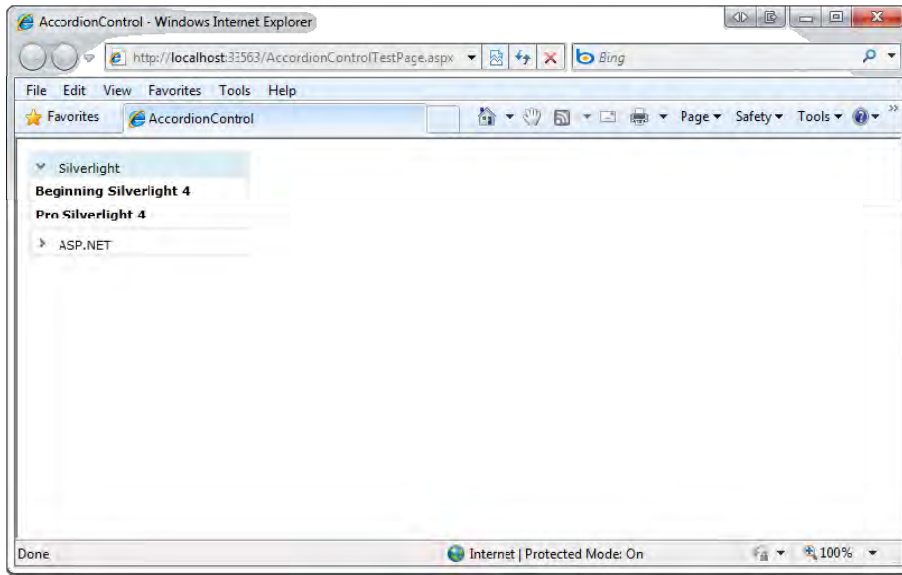 AccordionControl - Windows Internet Explorer
http://localhost:33563/AccordionControlTestPage.aspx
Bing
File Edit View Favorites Tools Help
Favorites
AccordionControl
Page Safety Tools
Silverlight
Beginning Silverlight 4
Pro Silverlight 4
ASP.NET
Done
Internet | Protected Mode: On
100%